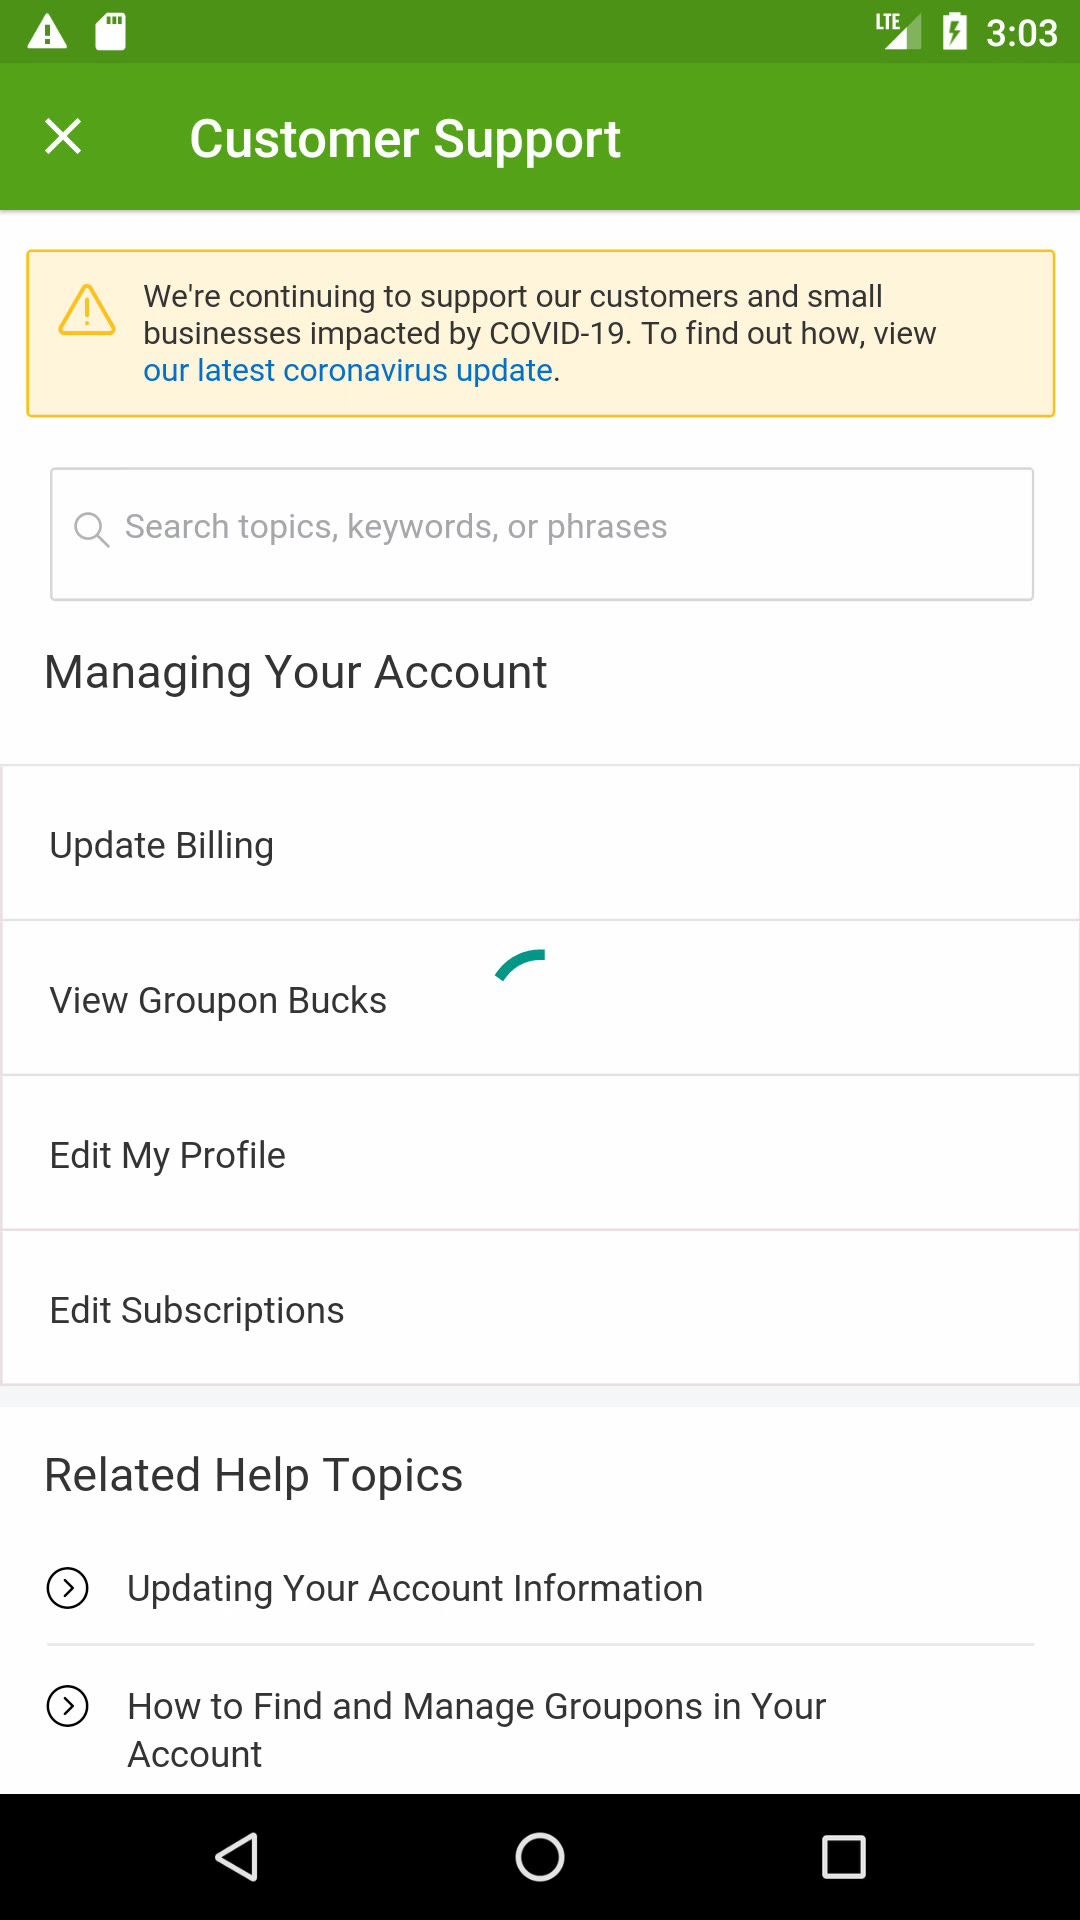 LTE 3:03
Customer Support
We're continuing to support our customers and small
businesses impacted by COVID-19. To find out how, view
our latest coronavirus update.
Search topics, keywords, or phrases
Managing Your Account
Update Billing
View Groupon Bucks
Edit My Profile
Edit Subscriptions
Related Help Topics
Updating Your Account Information
How to Find and Manage Groupons in Your
Account